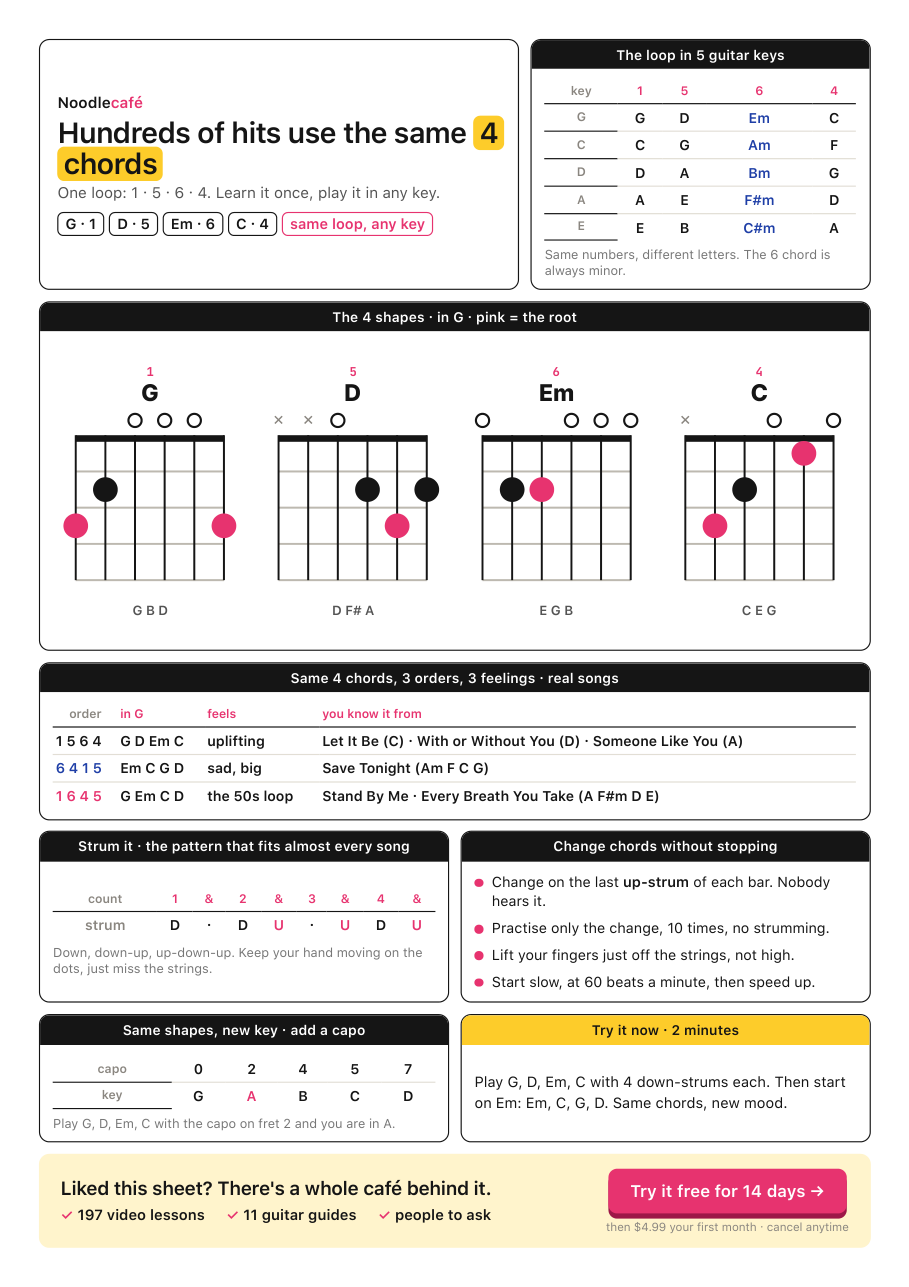 Noodlecafé
Hundreds of hits use the same 4
chords
One loop: 1 · 5 · 6 · 4. Learn it once, play it in any key.
G · 1 D · 5 Em · 6 C · 4 same loop, any key
The loop in 5 guitar keys
key 1 5 6 4
G G D Em C
C C G Am F
D D A Bm G
A A E F#m D
E E B C#m A
Same numbers, different letters. The 6 chord is
always minor.
The 4 shapes · in G · pink = the root
1 5 6 4
G D Em C
× × ×
G B D D F# A E G B C E G
Same 4 chords, 3 orders, 3 feelings · real songs
order in G feels you know it from
1 5 6 4 G D Em C uplifting Let It Be (C) · With or Without You (D) · Someone Like You (A)
6 4 1 5 Em C G D sad, big Save Tonight (Am F C G)
1 6 4 5 G Em C D the 50s loop Stand By Me · Every Breath You Take (A F#m D E)
Strum it · the pattern that fits almost every song
count 1 & 2 & 3 & 4 &
strum D · D U · U D U
Down, down-up, up-down-up. Keep your hand moving on the
dots, just miss the strings.
Change chords without stopping
Change on the last up-strum of each bar. Nobody
hears it.
Practise only the change, 10 times, no strumming.
Lift your fingers just off the strings, not high.
Start slow, at 60 beats a minute, then speed up.
Same shapes, new key · add a capo
capo 0 2 4 5 7
key G A B C D
Play G, D, Em, C with the capo on fret 2 and you are in A.
Try it now · 2 minutes
Play G, D, Em, C with 4 down-strums each. Then start
on Em: Em, C, G, D. Same chords, new mood.
Liked this sheet? There's a whole café behind it.
✓ 197 video lessons ✓ 11 guitar guides ✓ people to ask
Try it free for 14 days →
then $4.99 your first month · cancel anytime